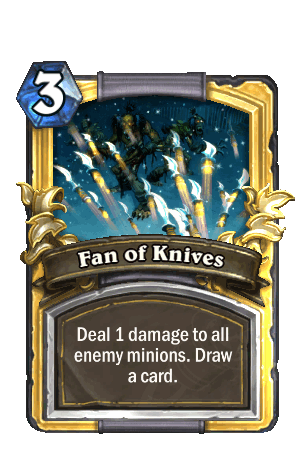 3
Fan of Knives
Deal 1 damage to all
enemy minions. Draw
a card.